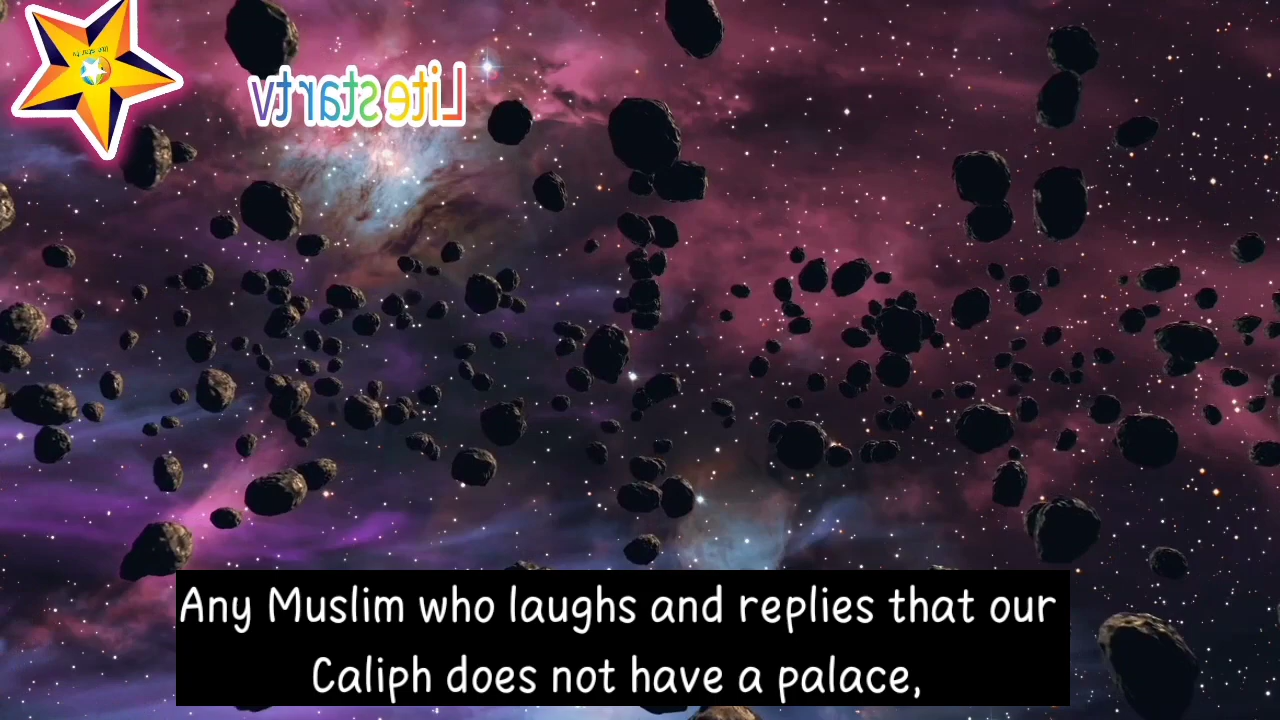 Litestartv
Any Muslim who laughs and replies that our
Caliph does not have a palace,